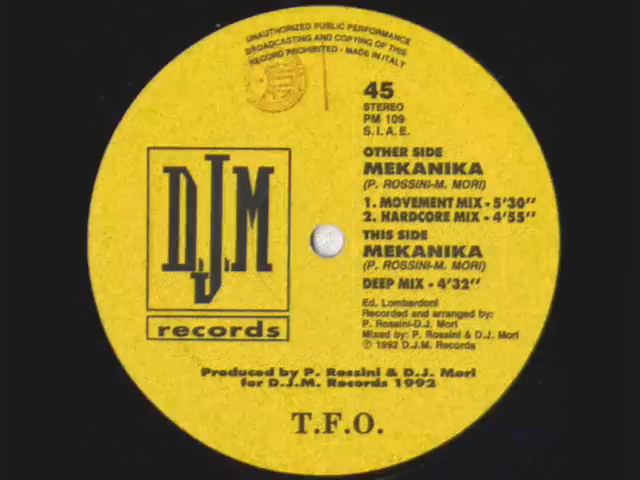 UNAUTHORIZED PUBLIC PERFORMANCE
BROADCASTING AND COPYING OF THIS
RECORD PROHIBITED - MADE IN ITALY
45
STEREO
PM 109
S.I.A.E.
OTHER SIDE
MEKANIKA
(P. ROSSINI-M. MORI)
1. MOVEMENT MIX - 5'30"
2. HARDCORE MIX - 4'55"
THIS SIDE
MEKANIKA
(P. ROSSINI-M. MORI)
DEEP MIX - 4'32"
Ed. Lombardoni
Recorded and arranged by:
P. Rossini-D.J. Mori
Mixed by: P. Rossini & D.J. Mori
℗ 1992 D.J.M. Records
D.J.M
records
Produced by P. Rossini & D.J. Mori
for D.J.M. Records 1992
T.F.O.